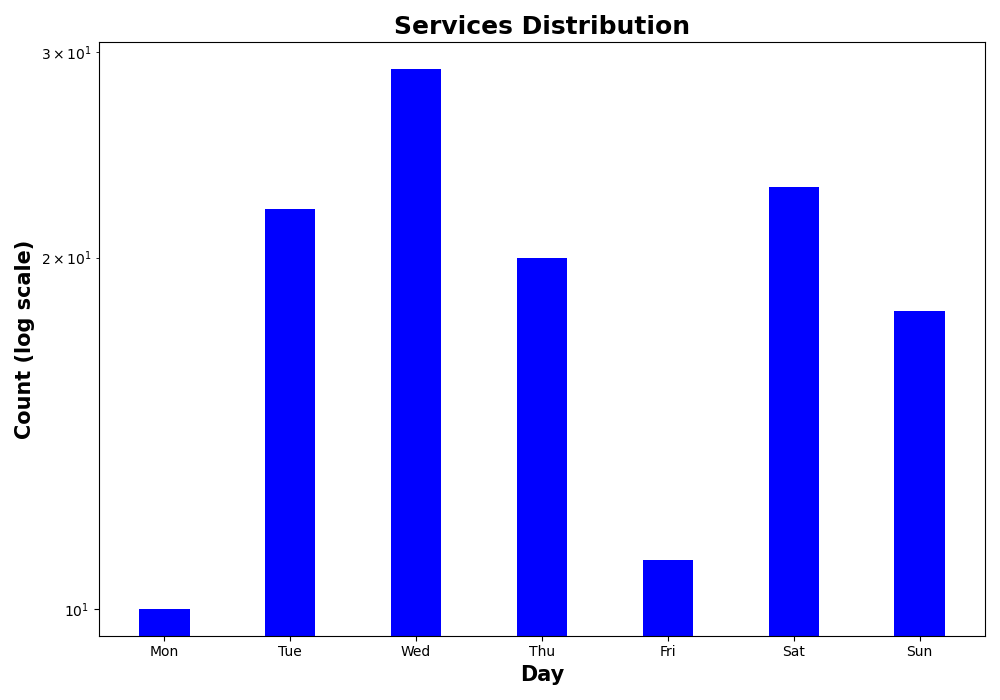 Services Distribution
Count (log scale)
3 × 10¹
2 × 10¹
10¹
Mon Tue Wed Thu Fri Sat Sun
Day